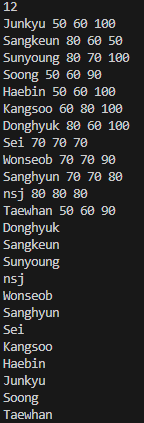 12
Junkyu 50 60 100
Sangkeun 80 60 50
Sunyoung 80 70 100
Soong 50 60 90
Haebin 50 60 100
Kangsoo 60 80 100
Donghyuk 80 60 100
Sei 70 70 70
Wonseob 70 70 90
Sanghyun 70 70 80
nsj 80 80 80
Taewhan 50 60 90
Donghyuk
Sangkeun
Sunyoung
nsj
Wonseob
Sanghyun
Sei
Kangsoo
Haebin
Junkyu
Soong
Taewhan